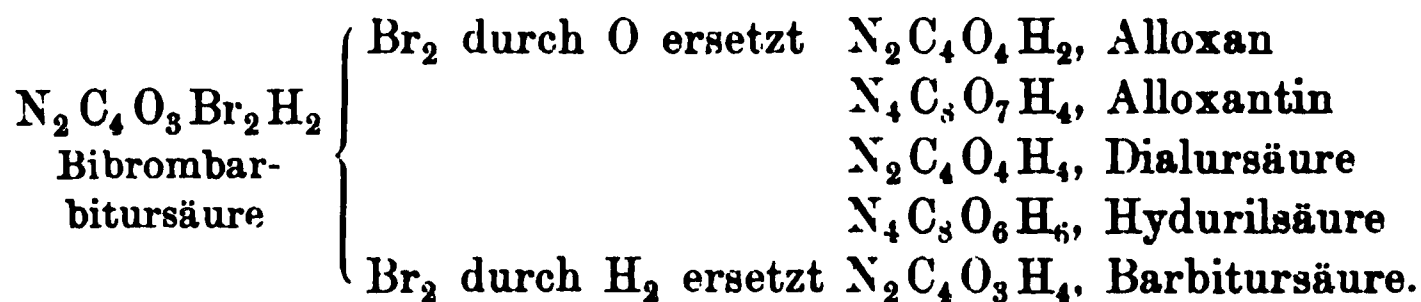 Br₂ durch O ersetzt N₂C₄O₄H₂, Alloxan
N₄C₈O₇H₄, Alloxantin
N₂C₄O₃Br₂H₂
Bibrombar-
bitursäure
N₂C₄O₄H₄, Dialursäure
N₄C₈O₆H₆, Hydurilsäure
Br₂ durch H₂ ersetzt N₂C₄O₃H₄, Barbitursäure.